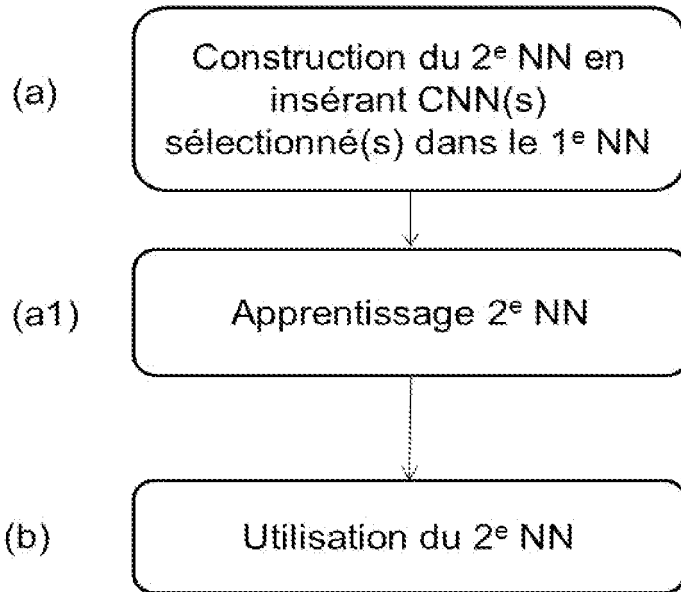 Construction du 2e NN en
(a) insérant CNN(s)
sélectionné(s) dans le 1e NN
(a1) Apprentissage 2e NN
(b) Utilisation du 2e NN